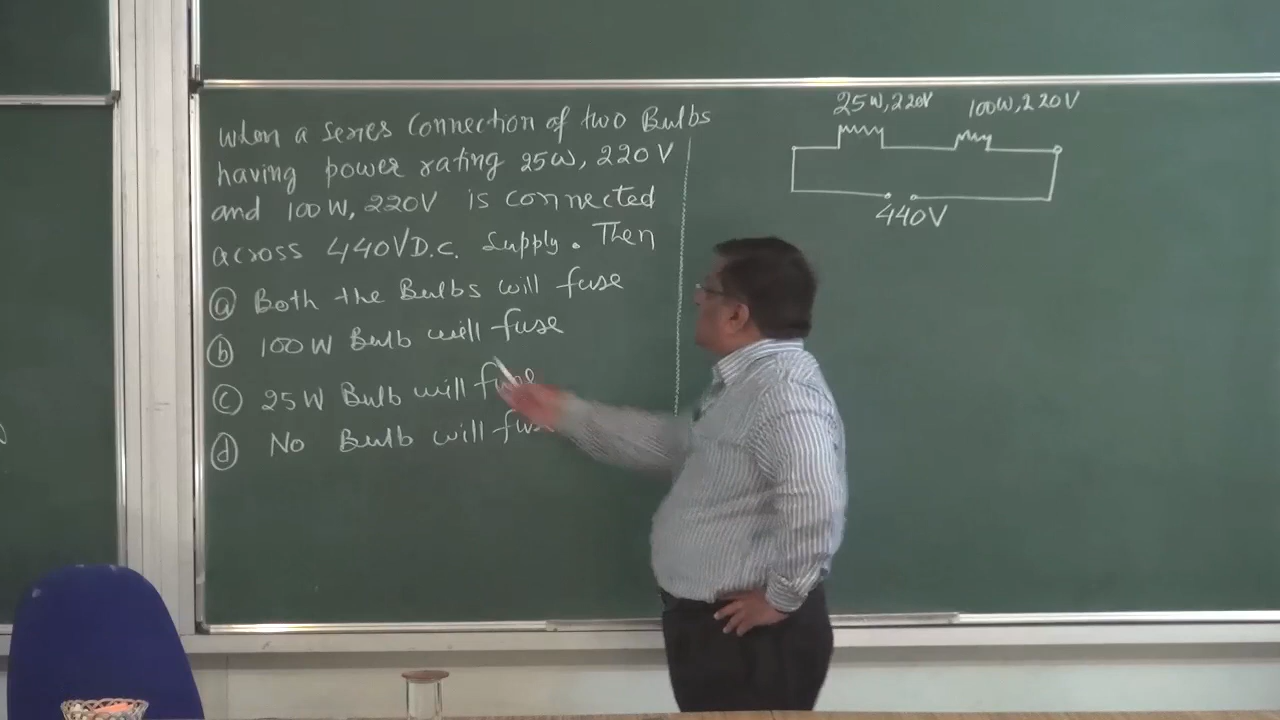 When a series Connection of two Bulbs
having power rating 25W, 220V
and 100W, 220V is connected
across 440V D.C. Supply. Then
(a) Both the Bulbs will fuse
(b) 100W Bulb will fuse
(c) 25W Bulb will fuse
(d) No Bulb will fuse
25W, 220V 100W, 220V
440V